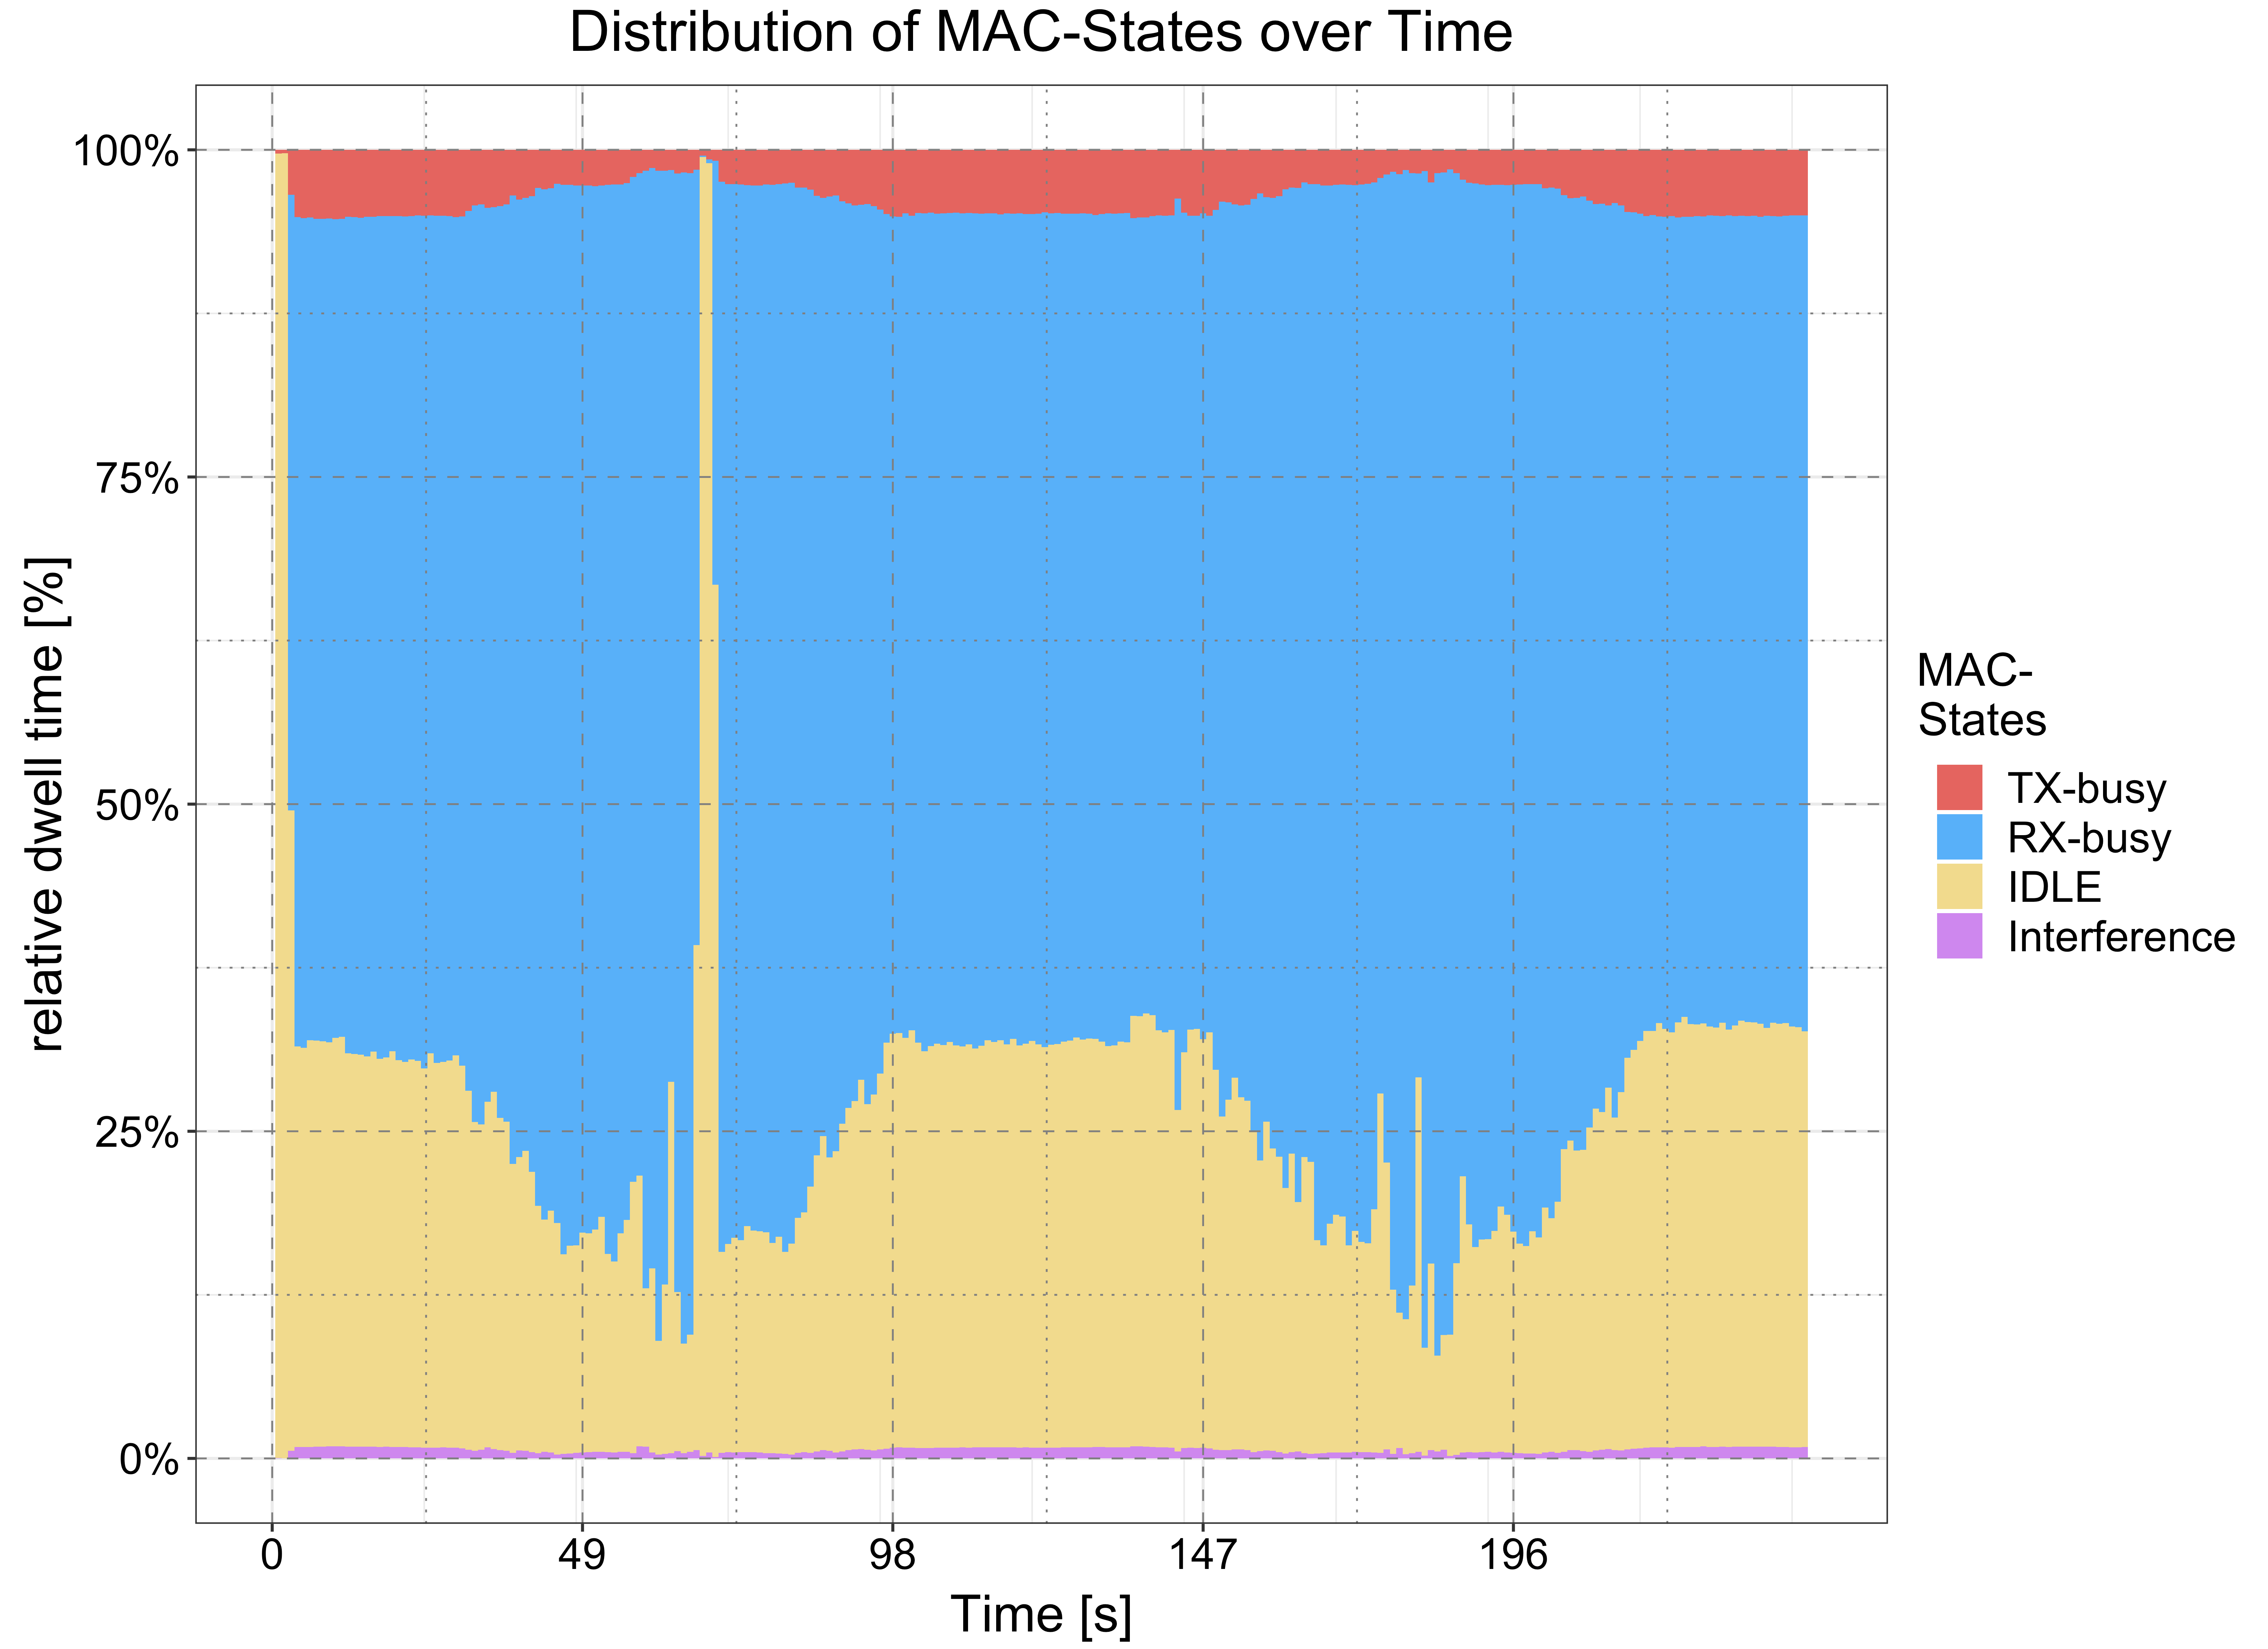 Distribution of MAC-States over Time
relative dwell time [%]
100%
75%
50%
25%
0%
0 49 98 147 196
Time [s]
MAC-
States
TX-busy
RX-busy
IDLE
Interference